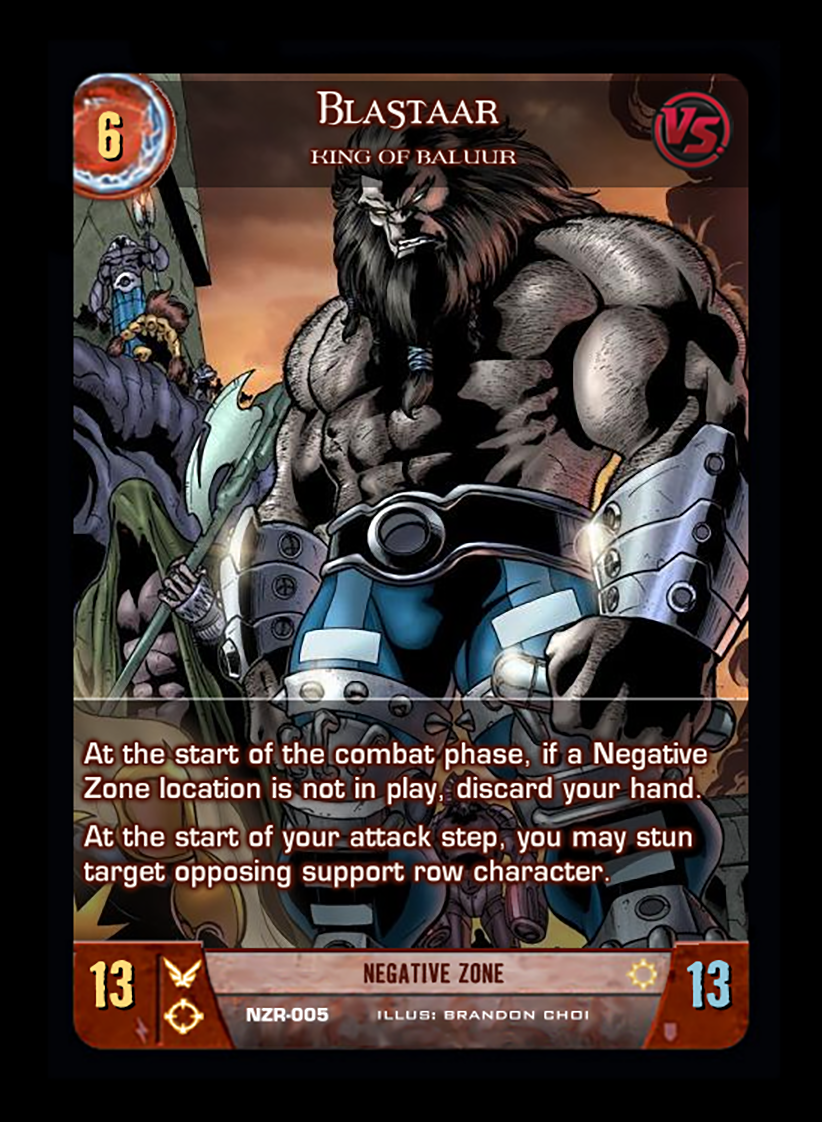 6
BLASTAAR
KING OF BALUUR
VS.
At the start of the combat phase, if a Negative
Zone location is not in play, discard your hand.
At the start of your attack step, you may stun
target opposing support row character.
13
NEGATIVE ZONE
13
NZR-005 ILLUS: BRANDON CHOI